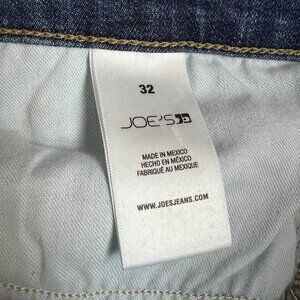 32
JOE'S
MADE IN MEXICO
HECHO EN MÉXICO
FABRIQUÉ AU MEXIQUE
WWW.JOESJEANS.COM